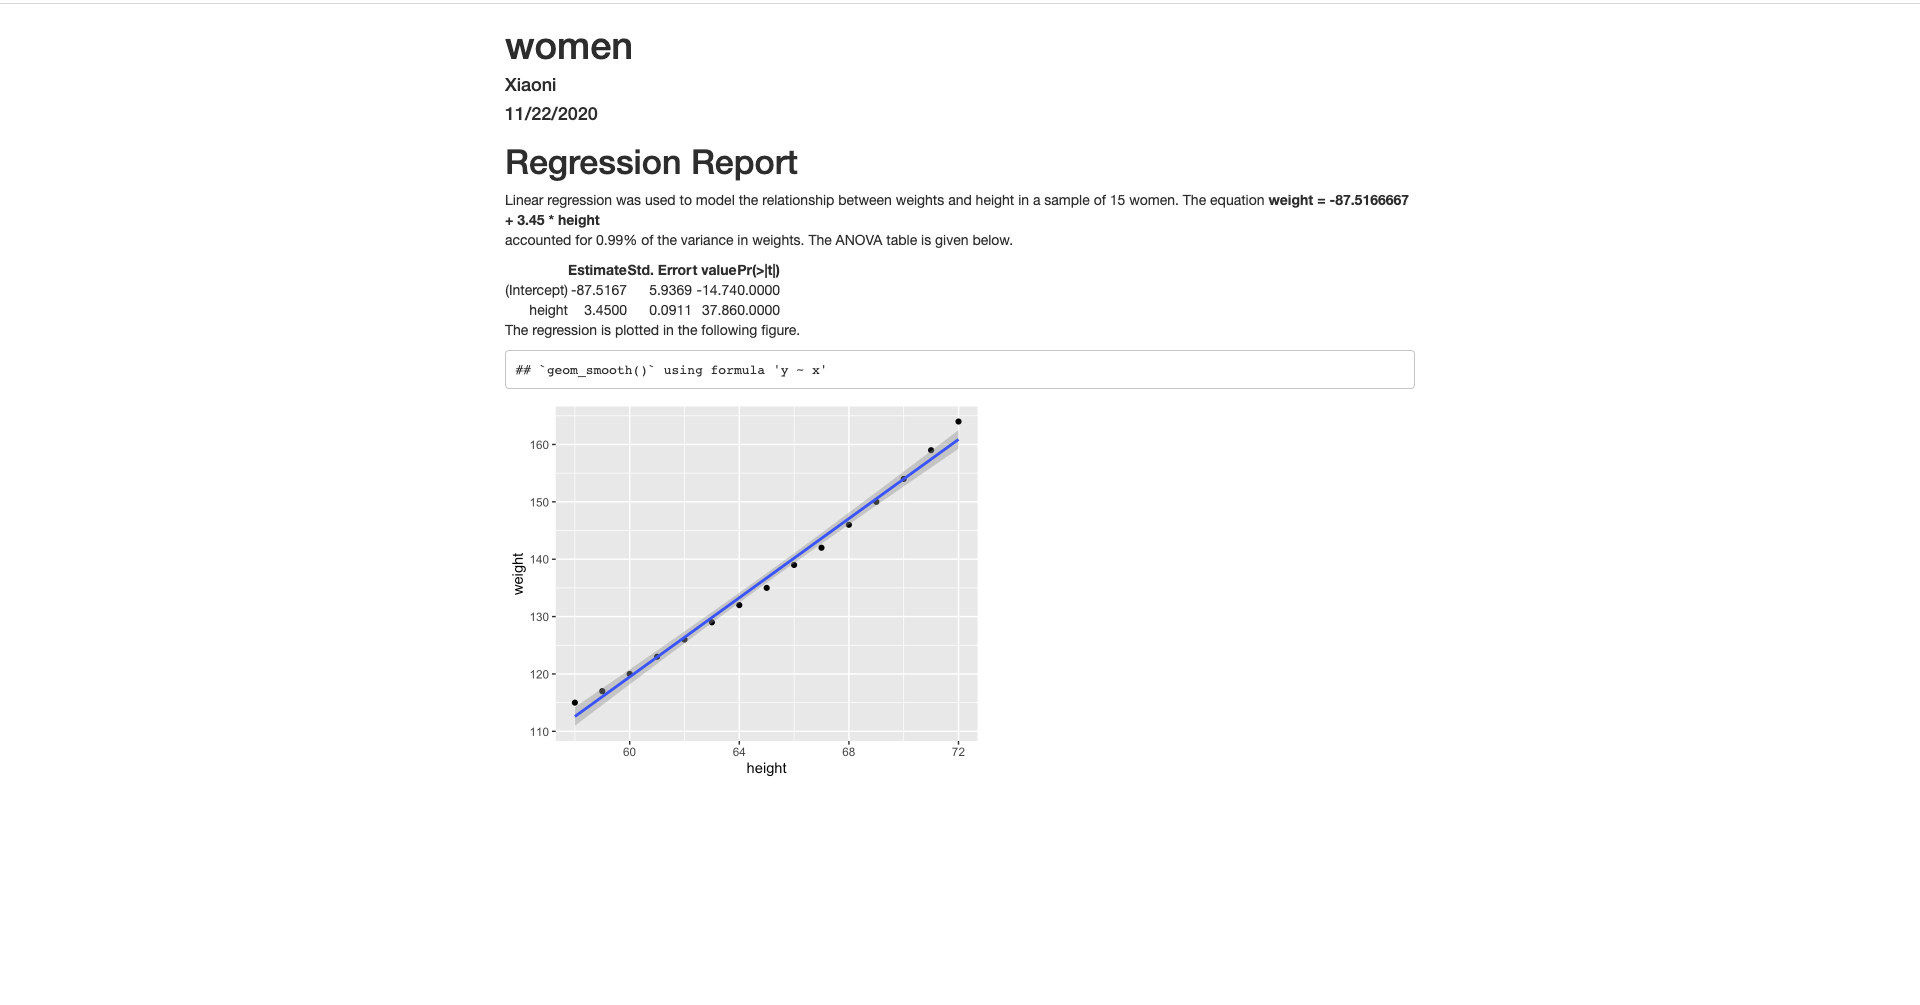 women
Xiaoni
11/22/2020
Regression Report
Linear regression was used to model the relationship between weights and height in a sample of 15 women. The equation weight = -87.5166667
+ 3.45 * height
accounted for 0.99% of the variance in weights. The ANOVA table is given below.
Estimate Std. Error t value Pr(>|t|)
(Intercept) -87.5167 5.9369 -14.74 0.0000
height 3.4500 0.0911 37.86 0.0000
The regression is plotted in the following figure.
## `geom_smooth()` using formula 'y ~ x'
160
150
weight
140
130
120
110
60 64 68 72
height